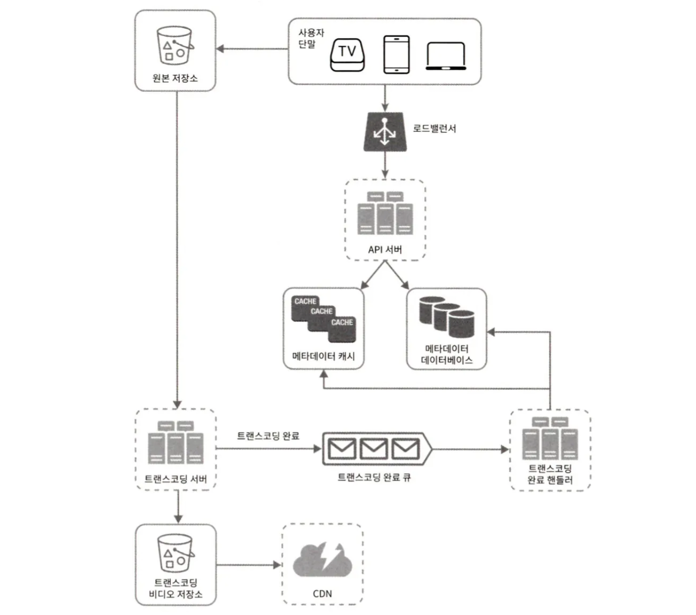 사용자
단말
TV
원본 저장소
로드밸런서
API 서버
CACHE
CACHE
CACHE
메타데이터 캐시
메타데이터
데이터베이스
트랜스코딩 서버
트랜스코딩 완료
트랜스코딩 완료 큐
트랜스코딩
완료 핸들러
트랜스코딩
비디오 저장소
CDN